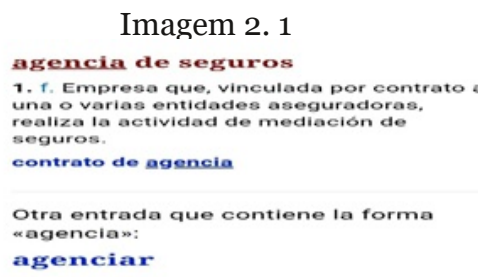 Imagem 2. 1
agencia de seguros
1. f. Empresa que, vinculada por contrato a
una o varias entidades aseguradoras,
realiza la actividad de mediación de
seguros.
contrato de agencia
Otra entrada que contiene la forma
«agencia»:
agenciar